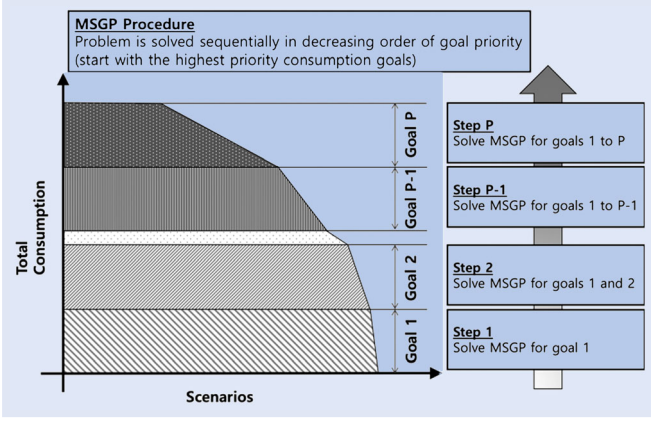 MSGP Procedure
Problem is solved sequentially in decreasing order of goal priority
(start with the highest priority consumption goals)
Total
Consumption
Goal P
Goal P-1
Goal 2
Goal 1
Scenarios
Step P
Solve MSGP for goals 1 to P
Step P-1
Solve MSGP for goals 1 to P-1
Step 2
Solve MSGP for goals 1 and 2
Step 1
Solve MSGP for goal 1